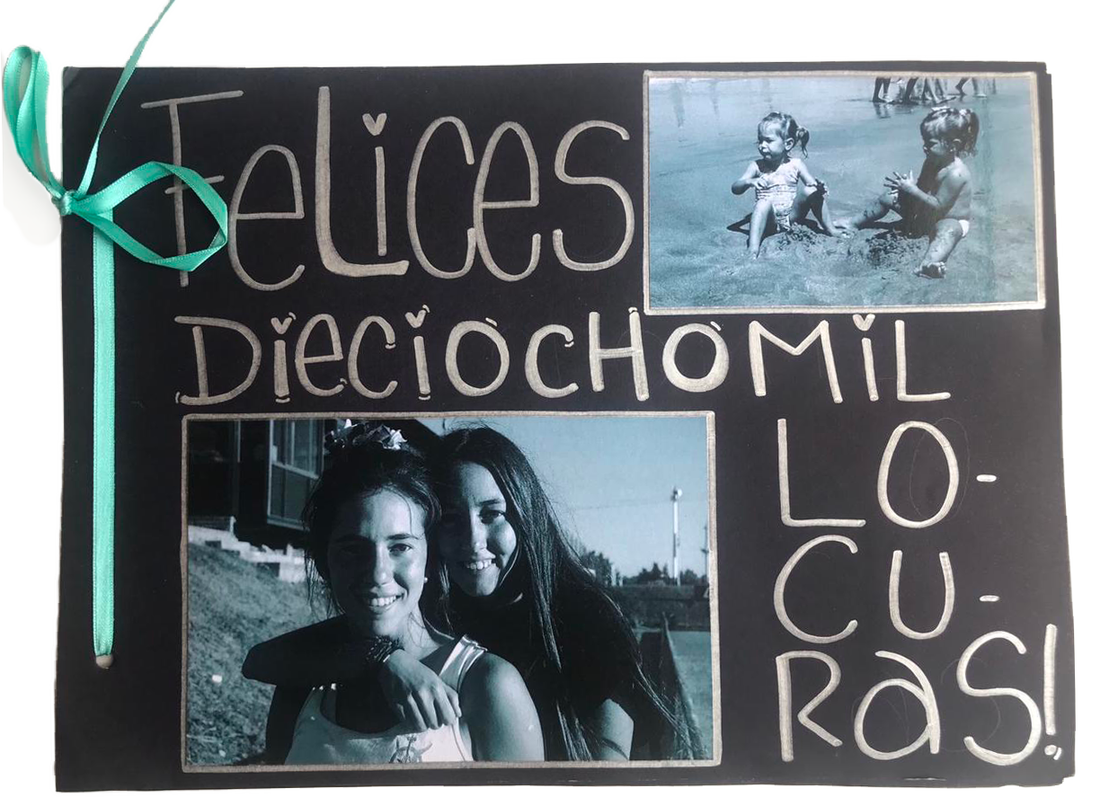 FeLices
DieciocHoMiL
LO-
CU-
RaS!